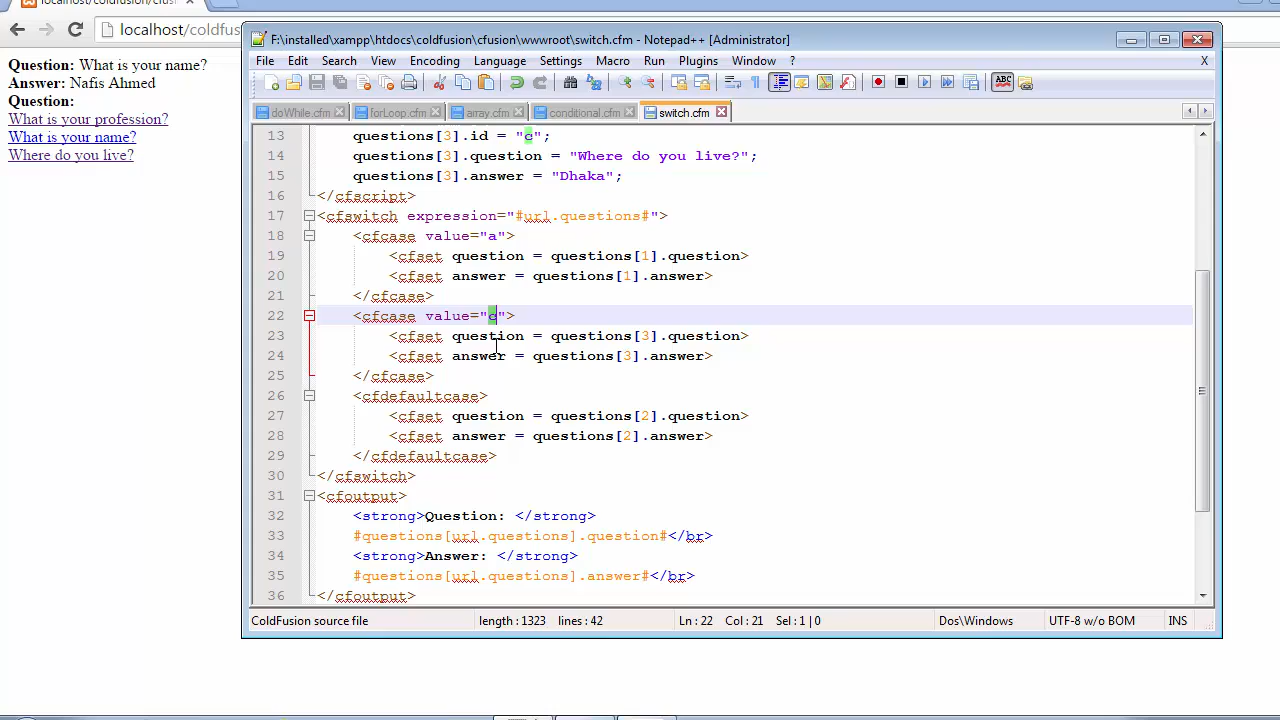 localhost/coldfusion/cfus
localhost/coldfus
Question: What is your name?
Answer: Nafis Ahmed
Question:
What is your profession?
What is your name?
Where do you live?
F:\installed\xampp\htdocs\coldfusion\cfusion\wwwroot\switch.cfm - Notepad++ [Administrator]
File Edit Search View Encoding Language Settings Macro Run Plugins Window ? X
doWhile.cfm forLoop.cfm array.cfm conditional.cfm switch.cfm
13 questions[3].id = "c";
14 questions[3].question = "Where do you live?";
15 questions[3].answer = "Dhaka";
16 </cfscript>
17 <cfswitch expression="#url.questions#">
18 <cfcase value="a">
19 <cfset question = questions[1].question>
20 <cfset answer = questions[1].answer>
21 </cfcase>
22 <cfcase value="c">
23 <cfset question = questions[3].question>
24 <cfset answer = questions[3].answer>
25 </cfcase>
26 <cfdefaultcase>
27 <cfset question = questions[2].question>
28 <cfset answer = questions[2].answer>
29 </cfdefaultcase>
30 </cfswitch>
31 <cfoutput>
32 <strong>Question: </strong>
33 #questions[url.questions].question#</br>
34 <strong>Answer: </strong>
35 #questions[url.questions].answer#</br>
36 </cfoutput>
ColdFusion source file length : 1323 lines : 42 Ln : 22 Col : 21 Sel : 1 | 0 Dos\Windows UTF-8 w/o BOM INS